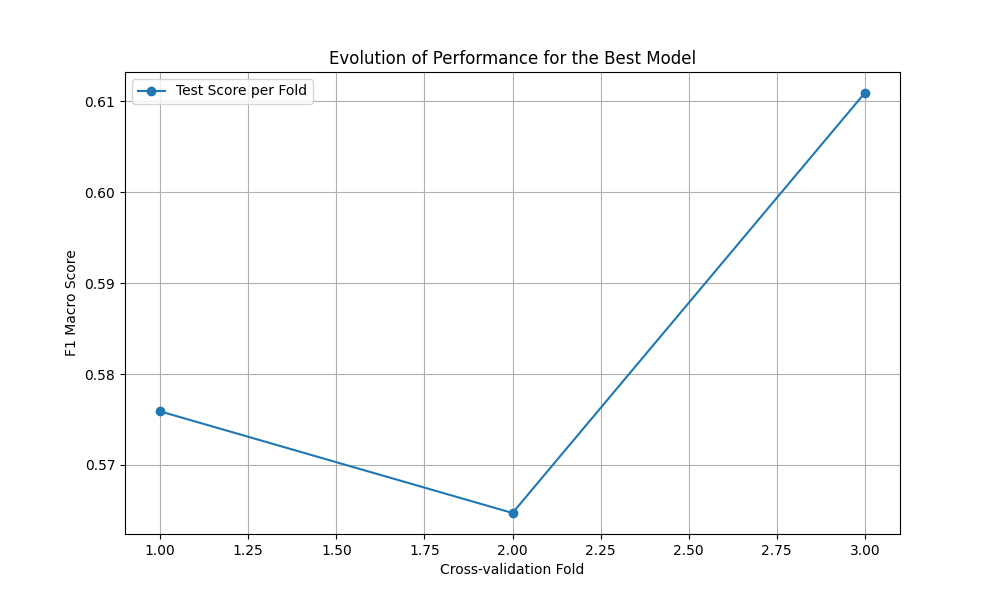 Evolution of Performance for the Best Model
Test Score per Fold
0.61
0.60
0.59
0.58
0.57
F1 Macro Score
1.00 1.25 1.50 1.75 2.00 2.25 2.50 2.75 3.00
Cross-validation Fold